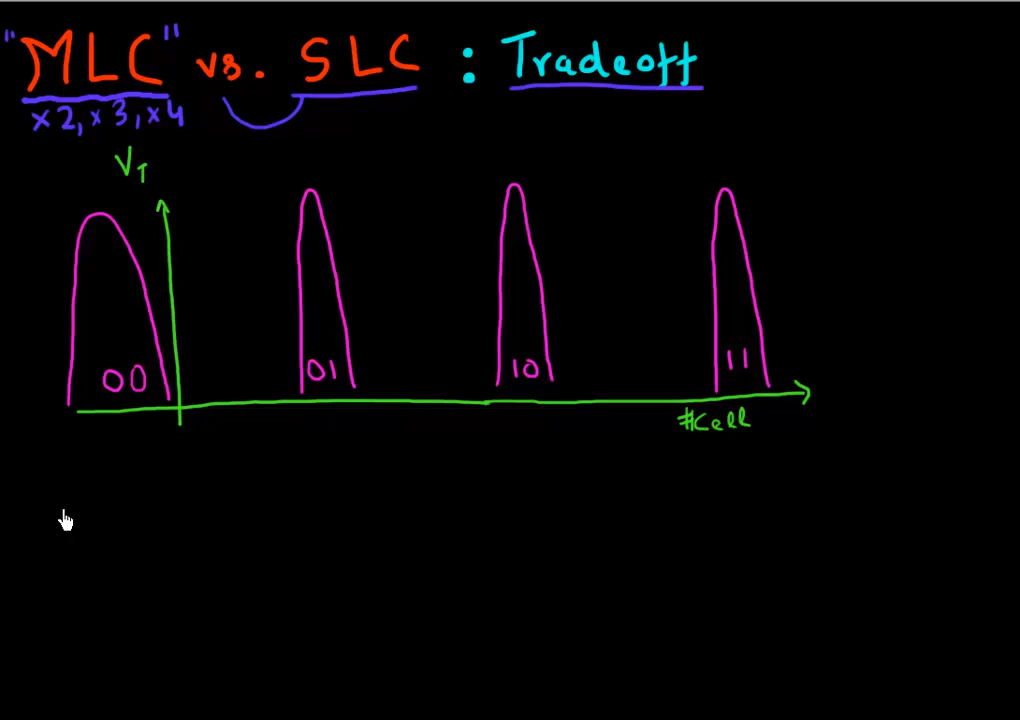 "MLC" vs. SLC : Tradeoff
x2, x3, x4
VT
00 01 10 11
#Cell